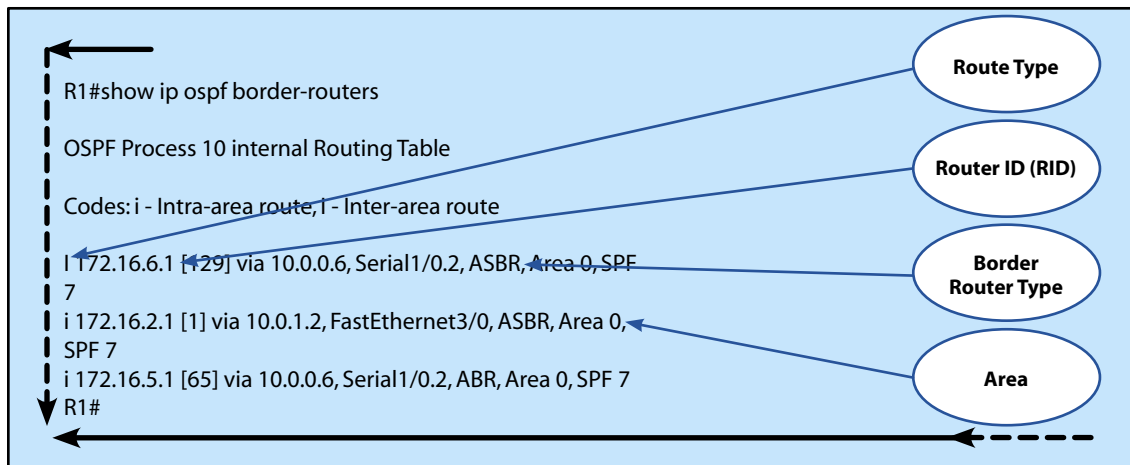 R1#show ip ospf border-routers
OSPF Process 10 internal Routing Table
Codes: i - Intra-area route, I - Inter-area route
I 172.16.6.1 [129] via 10.0.0.6, Serial1/0.2, ASBR, Area 0, SPF
7
i 172.16.2.1 [1] via 10.0.1.2, FastEthernet3/0, ASBR, Area 0,
SPF 7
i 172.16.5.1 [65] via 10.0.0.6, Serial1/0.2, ABR, Area 0, SPF 7
R1#
Route Type
Router ID (RID)
Border
Router Type
Area